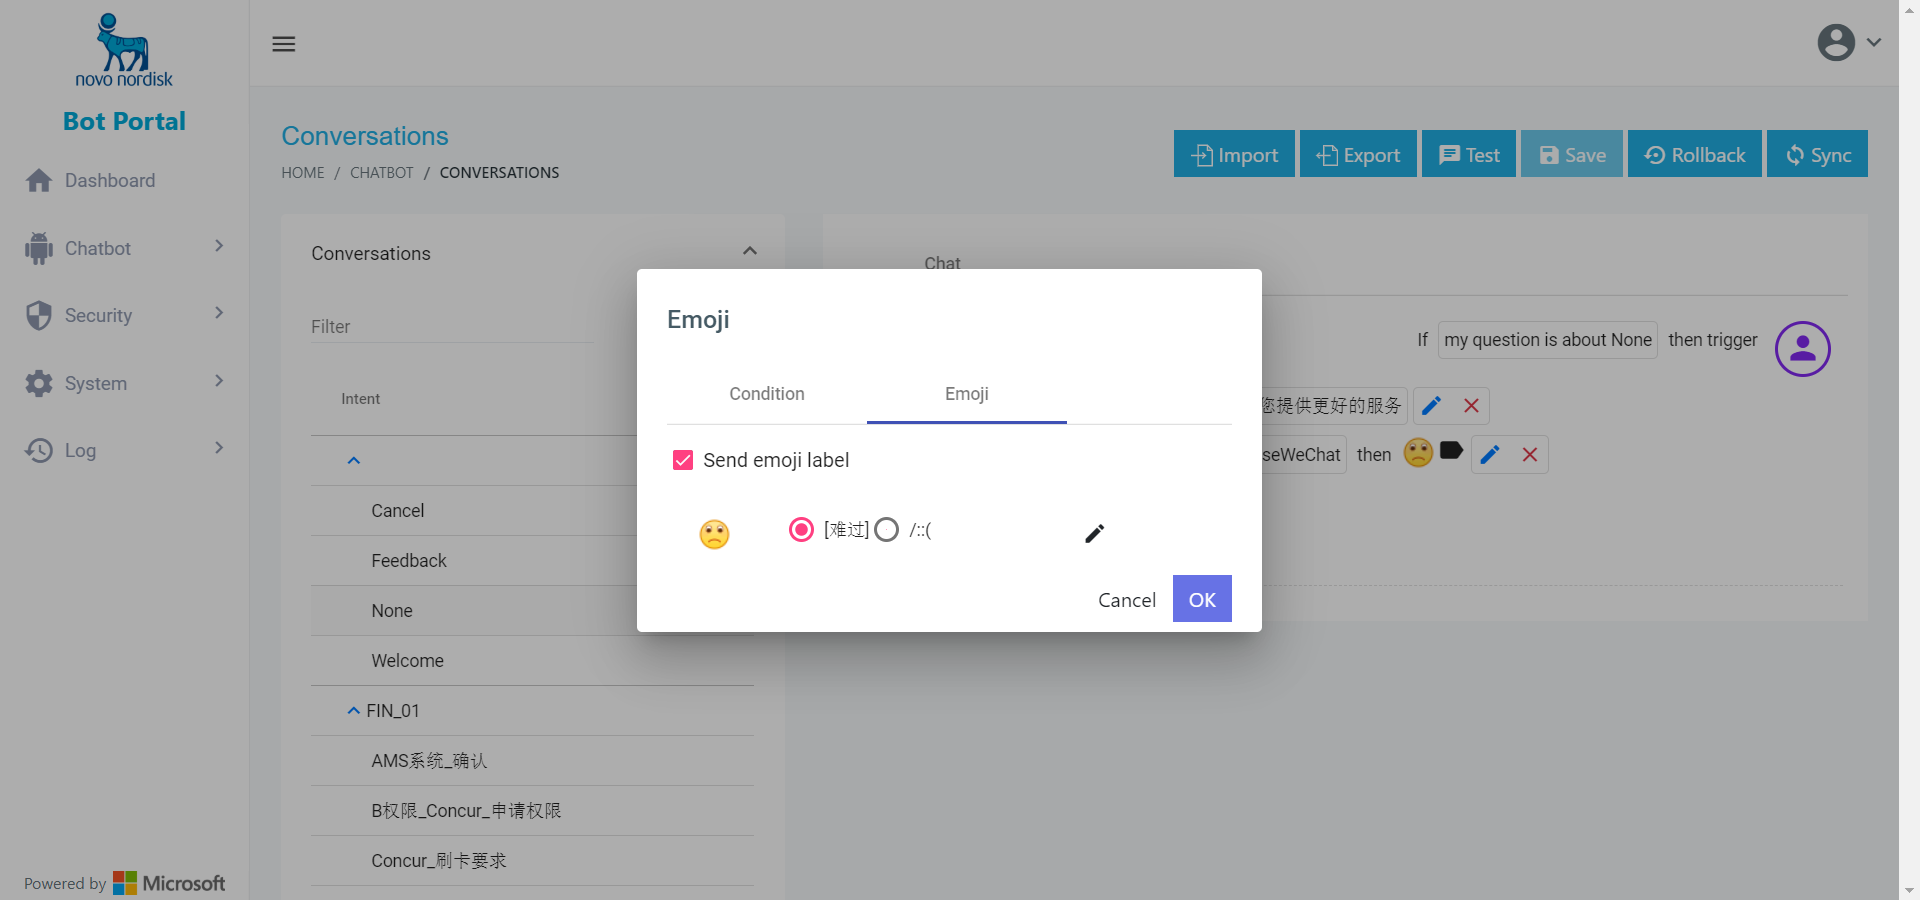 novo nordisk
Bot Portal
Dashboard
Chatbot
Security
System
Log
Powered by Microsoft
Conversations
HOME / CHATBOT / CONVERSATIONS
Import
Export
Test
Save
Rollback
Sync
Conversations
Filter
Intent
Cancel
Feedback
None
Welcome
FIN_01
AMS系统_确认
B权限_Concur_申请权限
Concur_刷卡要求
Chat
If my question is about None then trigger
您提供更好的服务
seWeChat then
Emoji
Condition Emoji
Send emoji label
[难过] /::(
Cancel OK